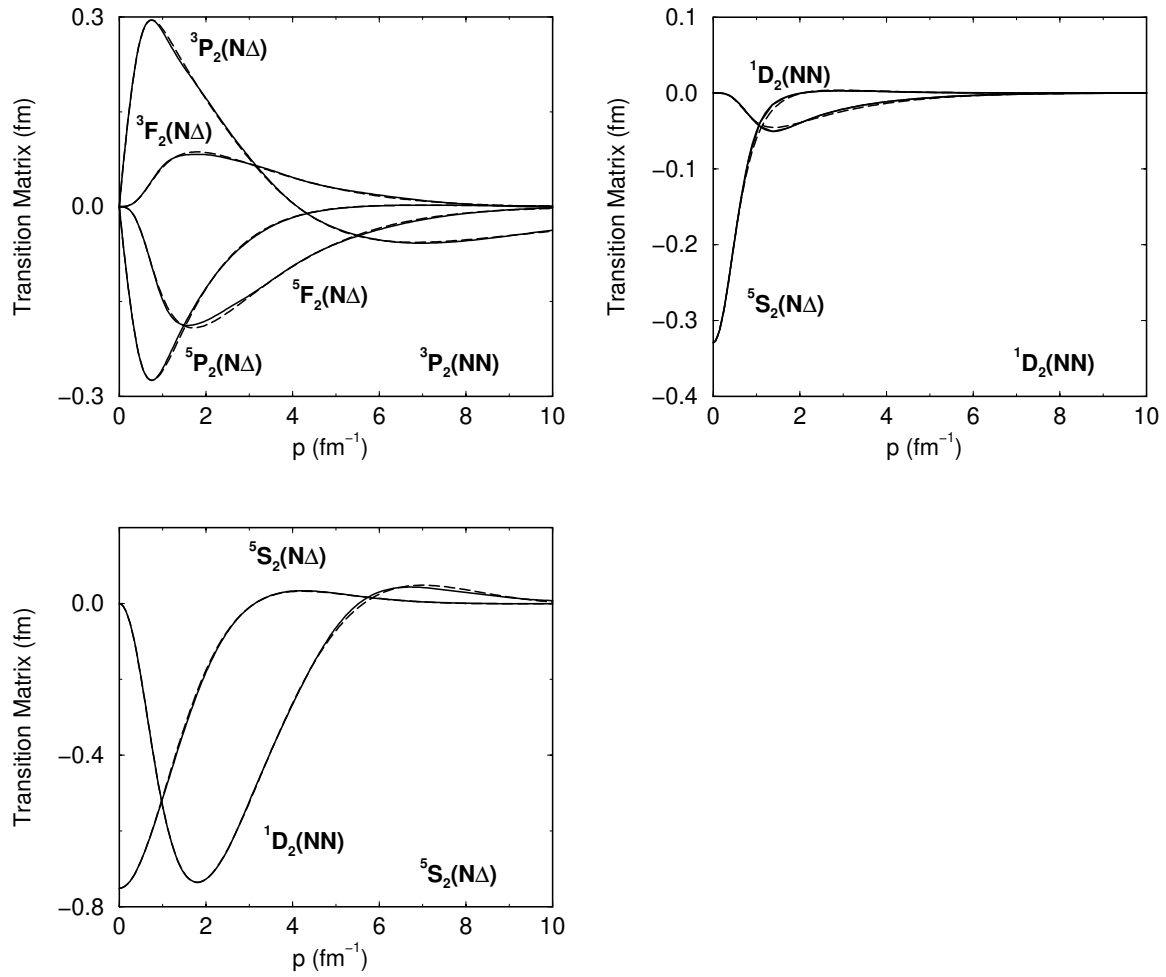 0.3
0.0
−0.3
Transition Matrix (fm)
³P₂(NΔ)
³F₂(NΔ)
⁵F₂(NΔ)
⁵P₂(NΔ)
³P₂(NN)
0 2 4 6 8 10
p (fm⁻¹)
0.1
0.0
−0.1
−0.2
−0.3
−0.4
Transition Matrix (fm)
¹D₂(NN)
⁵S₂(NΔ)
¹D₂(NN)
0 2 4 6 8 10
p (fm⁻¹)
0.0
−0.4
−0.8
Transition Matrix (fm)
⁵S₂(NΔ)
¹D₂(NN)
⁵S₂(NΔ)
0 2 4 6 8 10
p (fm⁻¹)